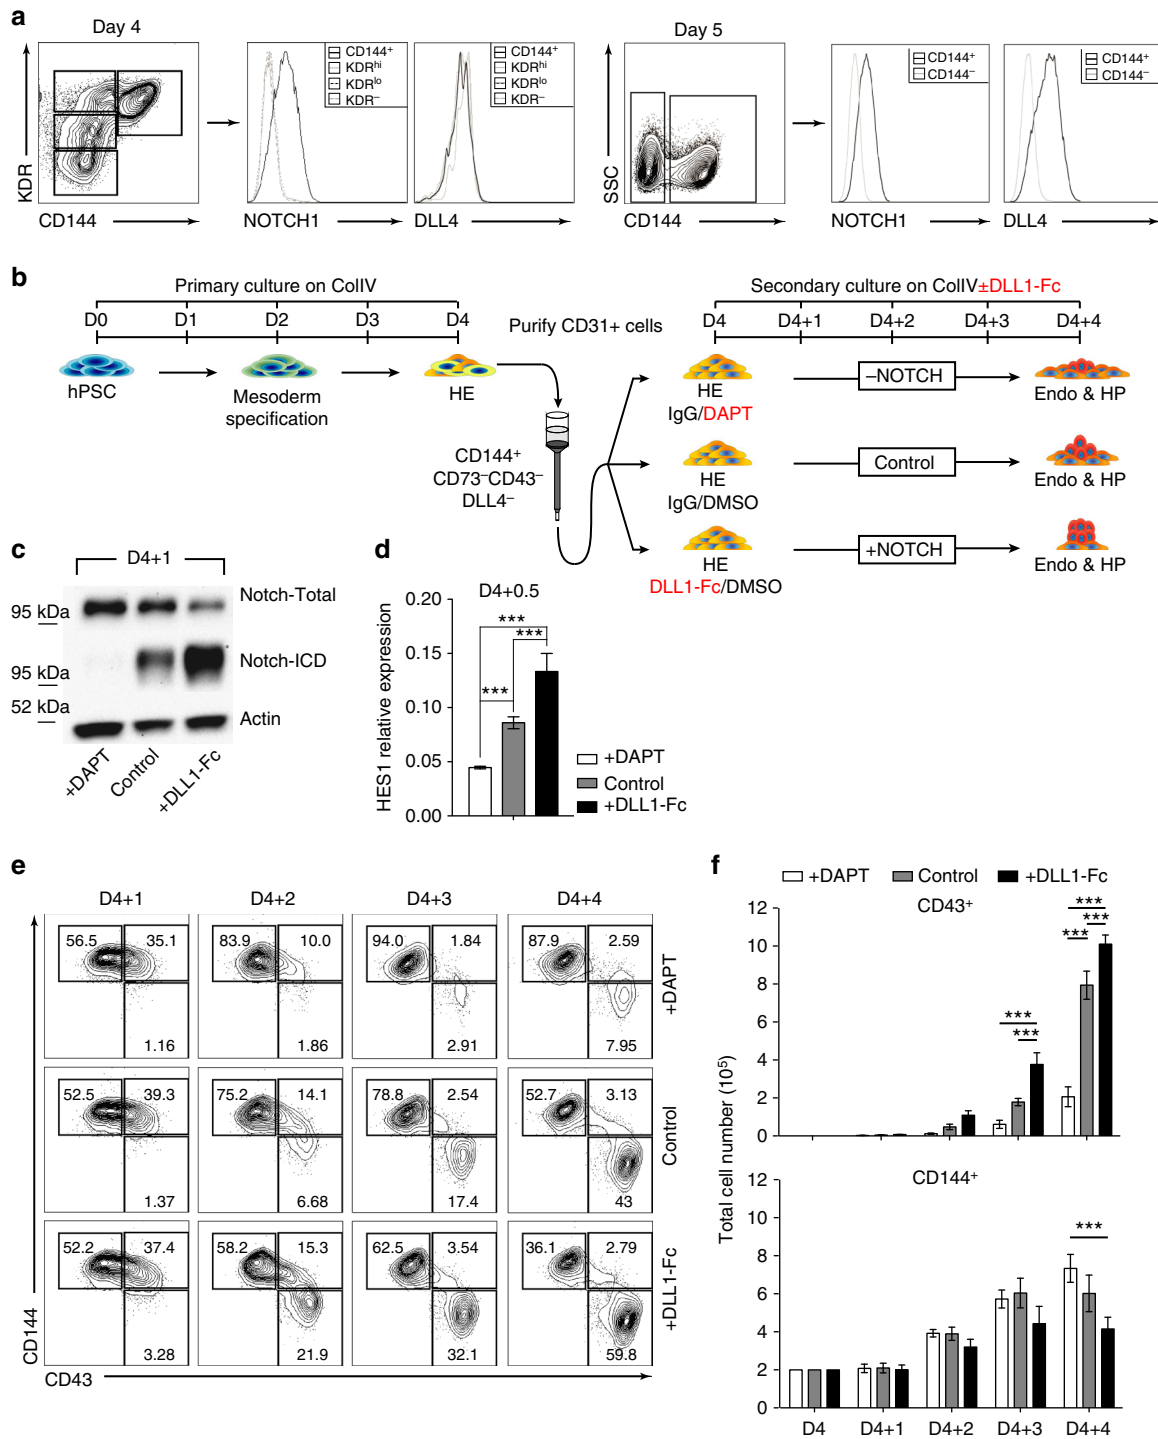 a
Day 4
KDR
CD144
CD144+
KDRhi
KDRlo
KDR−
NOTCH1
CD144+
KDRhi
KDRlo
KDR−
DLL4
Day 5
SSC
CD144
CD144+
CD144−
NOTCH1
CD144+
CD144−
DLL4
b
Primary culture on ColIV
D0 D1 D2 D3 D4
hPSC
Mesoderm
specification
HE
Purify CD31+ cells
CD144+
CD73−CD43−
DLL4−
Secondary culture on ColIV±DLL1-Fc
D4 D4+1 D4+2 D4+3 D4+4
HE
IgG/DAPT
−NOTCH
Endo & HP
HE
IgG/DMSO
Control
Endo & HP
HE
DLL1-Fc/DMSO
+NOTCH
Endo & HP
c
D4+1
95 kDa
Notch-Total
95 kDa
Notch-ICD
52 kDa
Actin
+DAPT
Control
+DLL1-Fc
d
D4+0.5
HES1 relative expression
0.20
0.15
0.10
0.05
0.00
***
***
***
+DAPT
Control
+DLL1-Fc
e
D4+1 D4+2 D4+3 D4+4
56.5 35.1 83.9 10.0 94.0 1.84 87.9 2.59
1.16 1.86 2.91 7.95
+DAPT
52.5 39.3 75.2 14.1 78.8 2.54 52.7 3.13
1.37 6.68 17.4 43
Control
52.2 37.4 58.2 15.3 62.5 3.54 36.1 2.79
3.28 21.9 32.1 59.8
+DLL1-Fc
CD144
CD43
f
+DAPT Control +DLL1-Fc
CD43+
12
10
8
6
4
2
0
***
***
***
***
***
Total cell number (105)
CD144+
12
10
8
6
4
2
0
***
D4 D4+1 D4+2 D4+3 D4+4